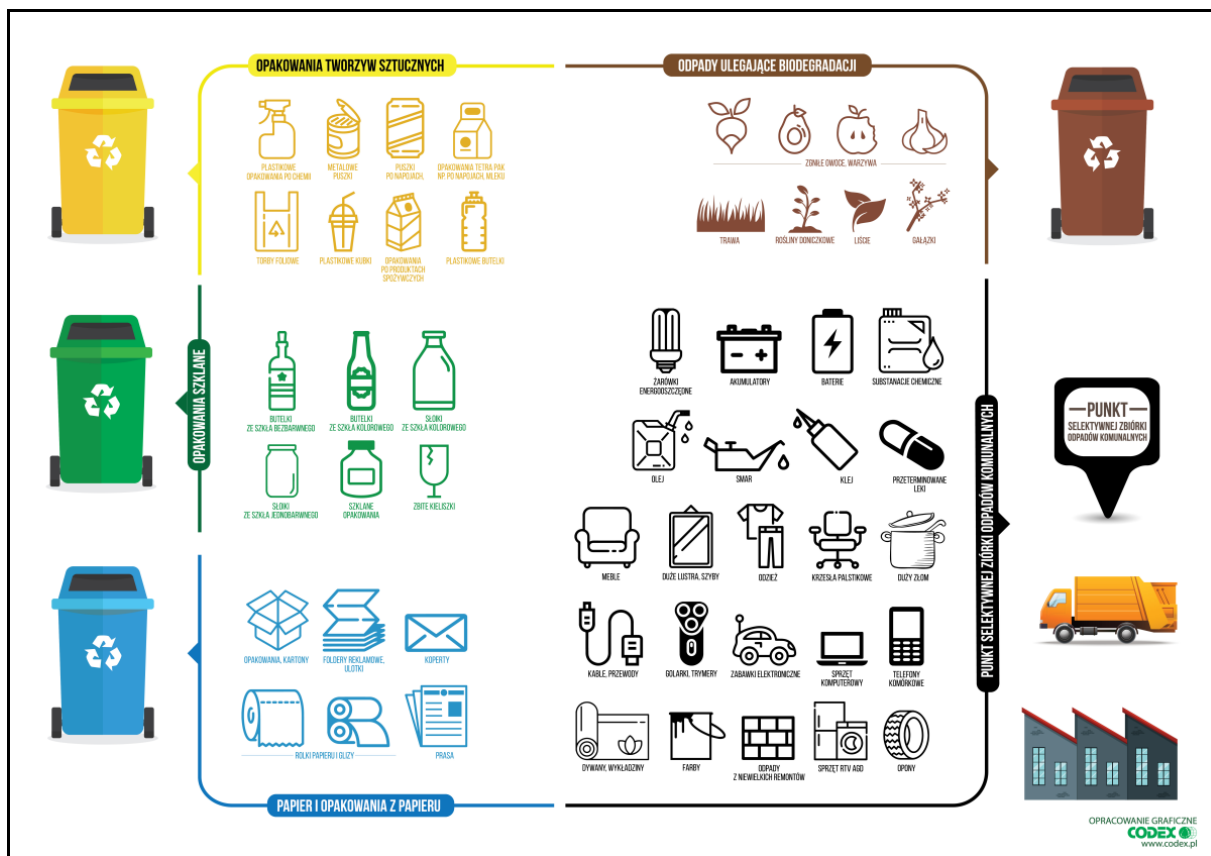 OPAKOWANIA TWORZYW SZTUCZNYCH
PLASTIKOWE
OPAKOWANIA PO CHEMII
METALOWE
PUSZKI
PUSZKI
PO NAPOJACH,
OPAKOWANIA TETRA PAK
NP. PO NAPOJACH, MLEKU
TORBY FOLIOWE
PLASTIKOWE KUBKI
OPAKOWANIA
PO PRODUKTACH
SPOŻYWCZYCH
PLASTIKOWE BUTELKI
ODPADY ULEGAJĄCE BIODEGRADACJI
ZGNIŁE OWOCE, WARZYWA
TRAWA
ROŚLINY DONICZKOWE
LIŚCIE
GAŁĄZKI
OPAKOWANIA SZKLANE
BUTELKI
ZE SZKŁA BEZBARWNEGO
BUTELKI
ZE SZKŁA KOLOROWEGO
SŁOIKI
ZE SZKŁA KOLOROWEGO
SŁOIKI
ZE SZKŁA JEDNOBARWNEGO
SZKLANE
OPAKOWANIA
ZBITE KIELISZKI
OPAKOWANIA, KARTONY
FOLDERY REKLAMOWE,
ULOTKI
KOPERTY
ROLKI PAPIERU I GLIZY
PRASA
PAPIER I OPAKOWANIA Z PAPIERU
ŻARÓWKI
ENERGOOSZCZĘDNE
AKUMULATORY
BATERIE
SUBSTANACJE CHEMICZNE
OLEJ
SMAR
KLEJ
PRZETERMINOWANE
LEKI
MEBLE
DUŻE LUSTRA, SZYBY
ODZIEŻ
KRZESŁA PALSTIKOWE
DUŻY ZŁOM
KABLE, PRZEWODY
GOLARKI, TRYMERY
ZABAWKI ELEKTRONICZNE
SPRZĘT
KOMPUTEROWY
TELEFONY
KOMÓRKOWE
DYWANY, WYKŁADZINY
FARBY
ODPADY
Z NIEWIELKICH REMONTÓW
SPRZĘT RTV AGD
OPONY
PUNKT SELEKTYWNEJ ZIÓRKI ODPADÓW KOMUNALNYCH
PUNKT
SELEKTYWNEJ ZBIÓRKI
ODPADÓW KOMUNALNYCH
OPRACOWANIE GRAFICZNE
CODEX
www.codex.pl